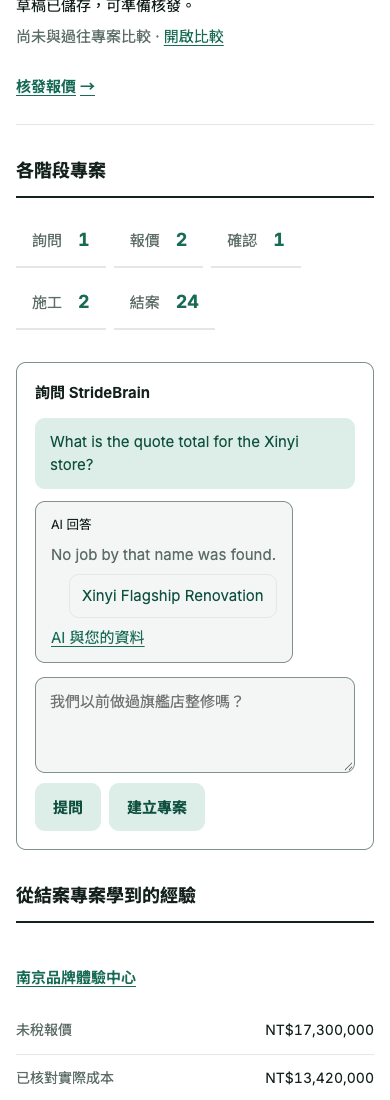 草稿已儲存，可準備核發。
尚未與過往專案比較 · 開啟比較
核發報價 →
各階段專案
詢問 1 報價 2 確認 1
施工 2 結案 24
詢問 StrideBrain
What is the quote total for the Xinyi
store?
AI 回答
No job by that name was found.
Xinyi Flagship Renovation
AI 與您的資料
我們以前做過旗艦店整修嗎？
提問 建立專案
從結案專案學到的經驗
南京品牌體驗中心
未稅報價 NT$17,300,000
已核對實際成本 NT$13,420,000